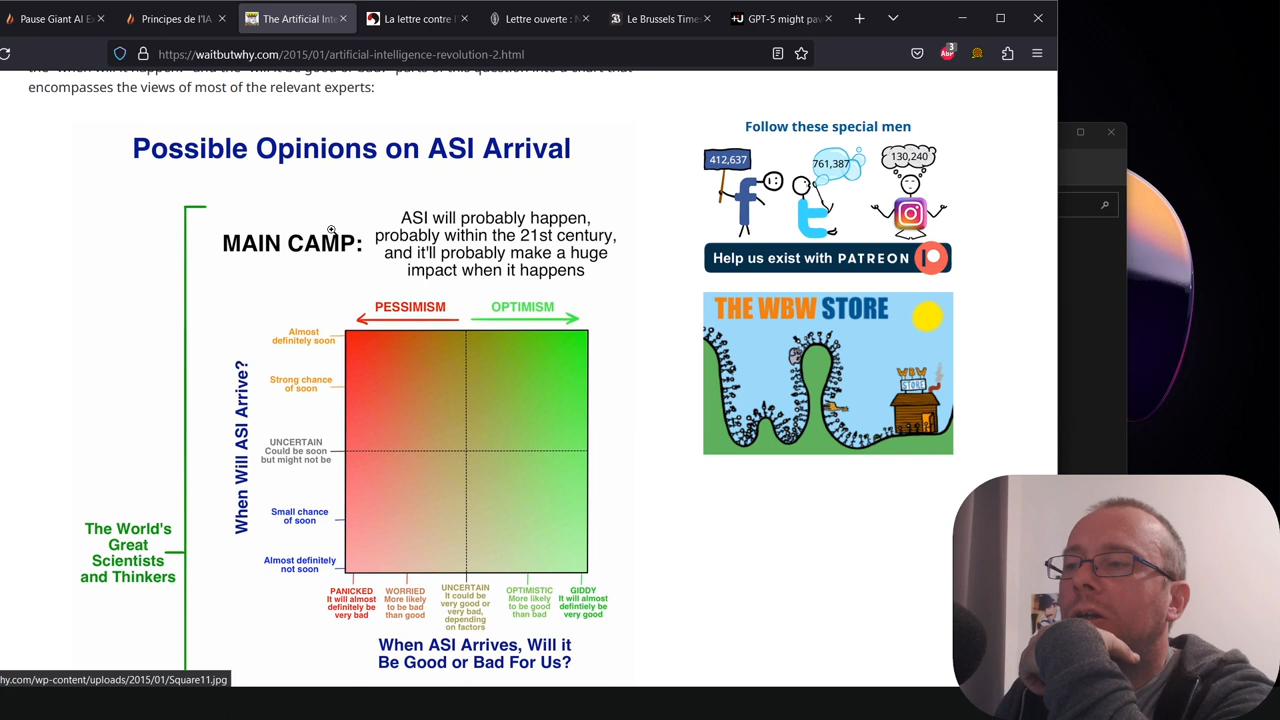 Pause Giant AI Ex
Principes de l'IA
The Artificial Inte
La lettre contre l'
Lettre ouverte : N
Le Brussels Times
GPT-5 might pav
https://waitbutwhy.com/2015/01/artificial-intelligence-revolution-2.html
3
encompasses the views of most of the relevant experts:
Possible Opinions on ASI Arrival
MAIN CAMP:
ASI will probably happen,
probably within the 21st century,
and it'll probably make a huge
impact when it happens
PESSIMISM
OPTIMISM
When Will ASI Arrive?
Almost
definitely soon
Strong chance
of soon
UNCERTAIN
Could be soon
but might not be
Small chance
of soon
Almost definitely
not soon
The World's
Great
Scientists
and Thinkers
PANICKED
It will almost
definitely be
very bad
WORRIED
More likely
to be bad
than good
UNCERTAIN
It could be
very good or
very bad,
depending
on factors
OPTIMISTIC
More likely
to be good
than bad
GIDDY
It will almost
defintiely be
very good
When ASI Arrives, Will it
Be Good or Bad For Us?
Follow these special men
412,637
761,387
130,240
Help us exist with PATREON
THE WBW STORE
STORE
hy.com/wp-content/uploads/2015/01/Square11.jpg